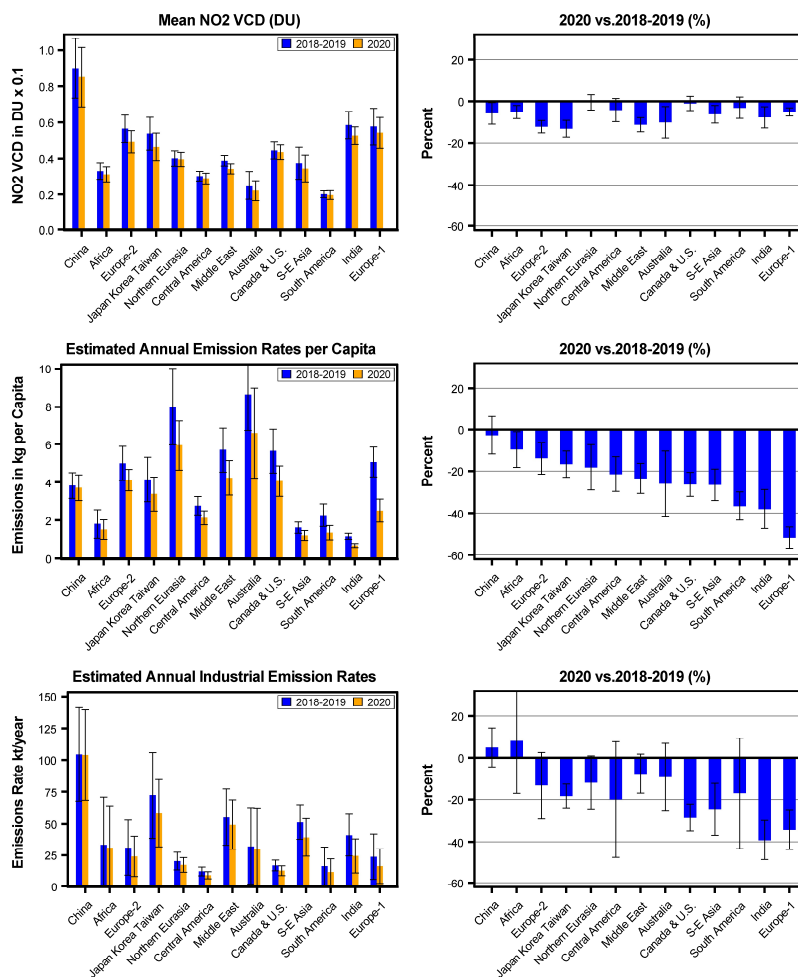 Mean NO2 VCD (DU)
NO2 VCD in DU x 0.1
1.0
0.8
0.6
0.4
0.2
0.0
2018-2019 2020
China Africa Europe-2 Japan Korea Taiwan Northern Eurasia Central America Middle East Australia Canada & U.S. S-E Asia South America India Europe-1
2020 vs.2018-2019 (%)
Percent
20
0
-20
-40
-60
China Africa Europe-2 Japan Korea Taiwan Northern Eurasia Central America Middle East Australia Canada & U.S. S-E Asia South America India Europe-1
Estimated Annual Emission Rates per Capita
Emissions in kg per Capita
10
8
6
4
2
0
2018-2019 2020
China Africa Europe-2 Japan Korea Taiwan Northern Eurasia Central America Middle East Australia Canada & U.S. S-E Asia South America India Europe-1
2020 vs.2018-2019 (%)
Percent
20
0
-20
-40
-60
China Africa Europe-2 Japan Korea Taiwan Northern Eurasia Central America Middle East Australia Canada & U.S. S-E Asia South America India Europe-1
Estimated Annual Industrial Emission Rates
Emissions Rate kt/year
150
125
100
75
50
25
0
2018-2019 2020
China Africa Europe-2 Japan Korea Taiwan Northern Eurasia Central America Middle East Australia Canada & U.S. S-E Asia South America India Europe-1
2020 vs.2018-2019 (%)
Percent
20
0
-20
-40
-60
China Africa Europe-2 Japan Korea Taiwan Northern Eurasia Central America Middle East Australia Canada & U.S. S-E Asia South America India Europe-1